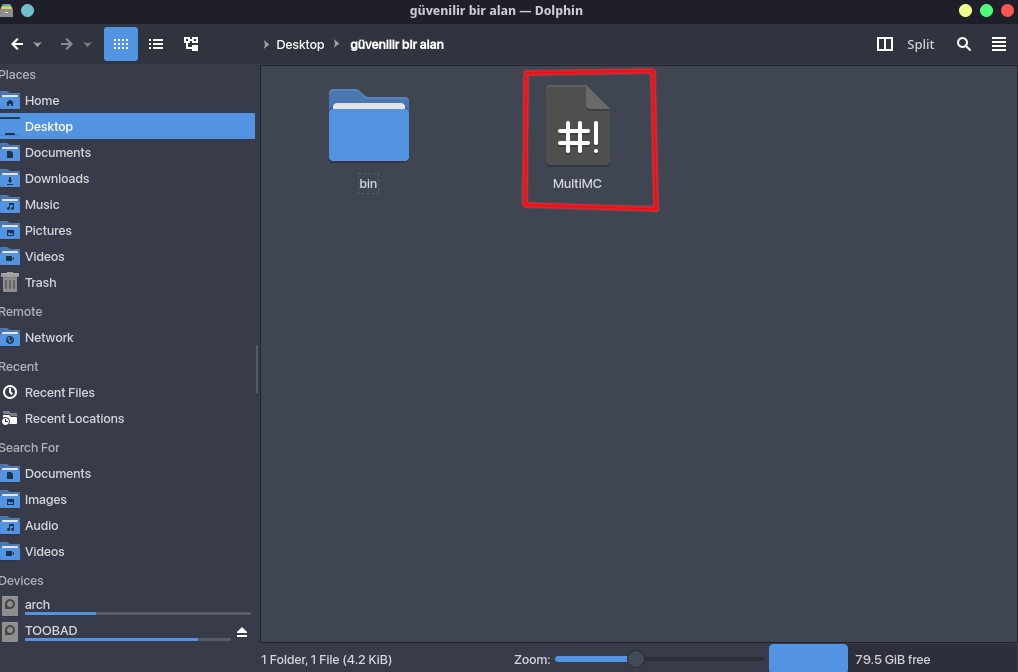 güvenilir bir alan — Dolphin
Desktop güvenilir bir alan
Split
Places
Home
Desktop
Documents
Downloads
Music
Pictures
Videos
Trash
Remote
Network
Recent
Recent Files
Recent Locations
Search For
Documents
Images
Audio
Videos
Devices
arch
TOOBAD
bin
#!
MultiMC
1 Folder, 1 File (4.2 KiB)
Zoom:
79.5 GiB free